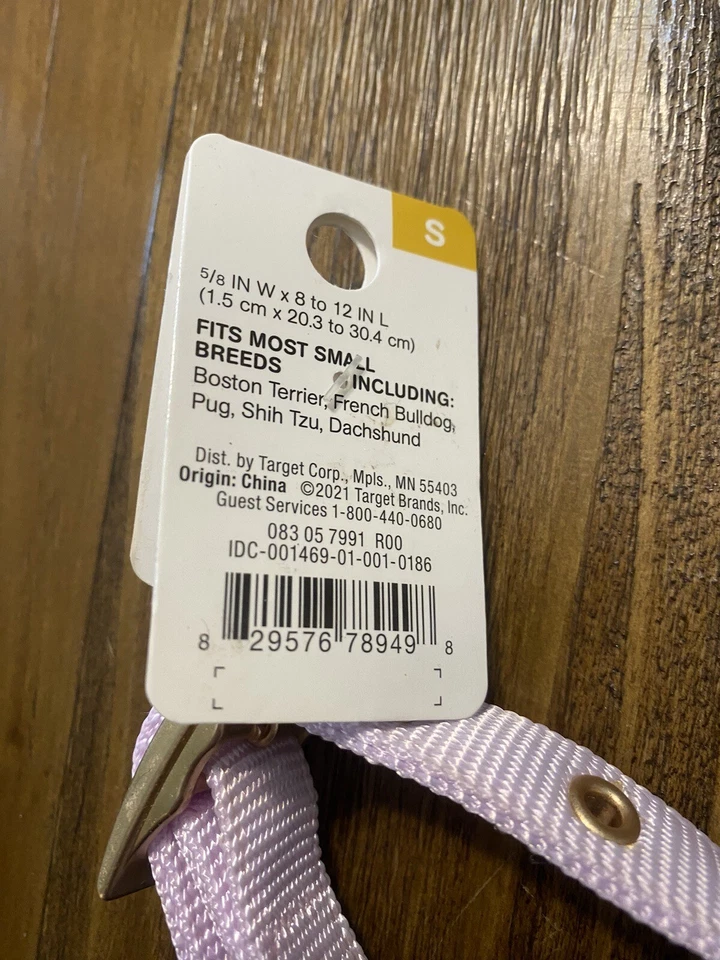 S
5/8 IN W x 8 to 12 IN L
(1.5 cm x 20.3 to 30.4 cm)
FITS MOST SMALL
BREEDS INCLUDING:
Boston Terrier, French Bulldog,
Pug, Shih Tzu, Dachshund
Dist. by Target Corp., Mpls., MN 55403
Origin: China ©2021 Target Brands, Inc.
Guest Services 1-800-440-0680
083 05 7991 R00
IDC-001469-01-001-0186
8 29576 78949 8